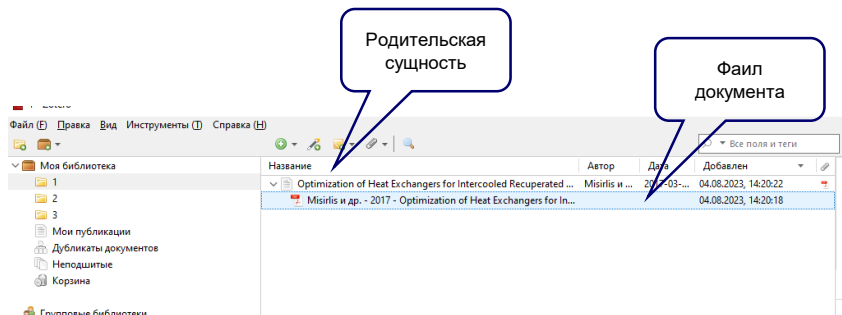 Родительская
сущность
Фаил
документа
Файл (F) Правка Вид Инструменты (T) Справка (H)
Все поля и теги
Моя библиотека
Название Автор Дата Добавлен
1
Optimization of Heat Exchangers for Intercooled Recuperated ... Misirlis и ... 2017-03-... 04.08.2023, 14:20:22
2
Misirlis и др. - 2017 - Optimization of Heat Exchangers for In... 04.08.2023, 14:20:18
3
Мои публикации
Дубликаты документов
Неподшитые
Корзина
Групповые библиотеки